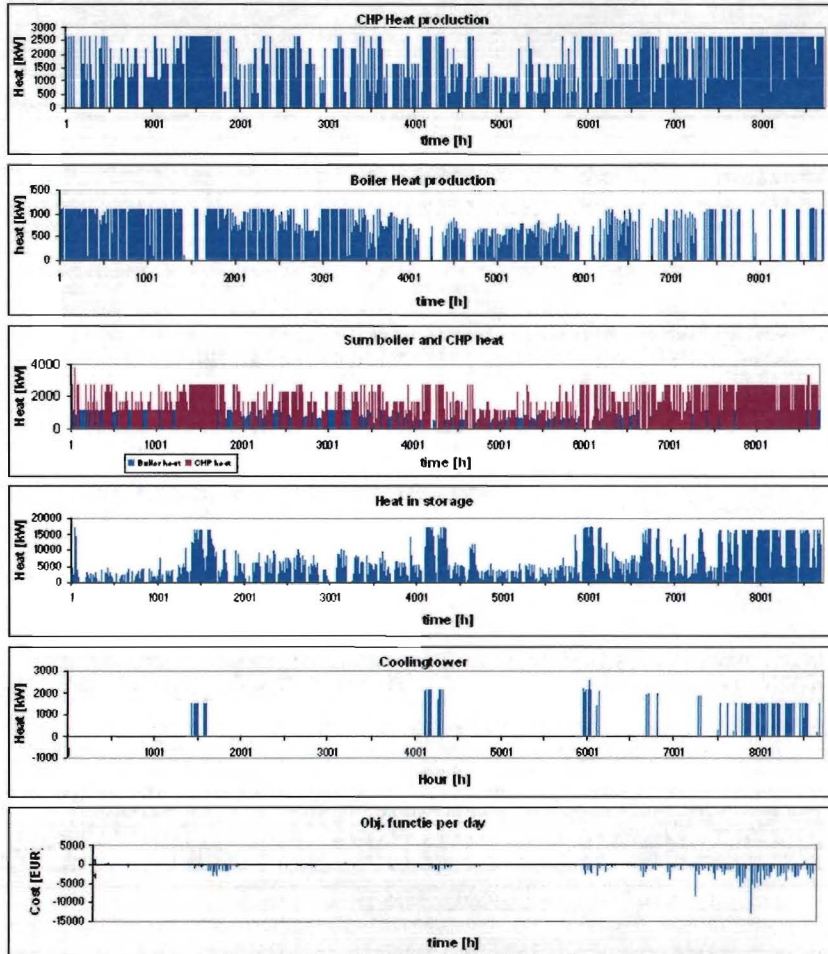 CHP Heat production
Heat [kW]
3000
2500
2000
1500
1000
500
0
1 1001 2001 3001 4001 5001 6001 7001 8001
time [h]
Boiler Heat production
heat [kW]
1500
1000
500
0
1 1001 2001 3001 4001 5001 6001 7001 8001
time [h]
Sum boiler and CHP heat
Heat [kW]
4000
2000
0
1 1001 2001 3001 4001 5001 6001 7001 8001
Boiler heat CHP heat
time [h]
Heat in storage
Heat [kW]
20000
15000
10000
5000
0
1 1001 2001 3001 4001 5001 6001 7001 8001
time [h]
Coolingtower
Heat [kW]
3000
2000
1000
0
-1000
1001 2001 3001 4001 5001 6001 7001 8001
Hour [h]
Obj. functie per day
Cost [EUR]
5000
0
-5000
-10000
-15000
time [h]